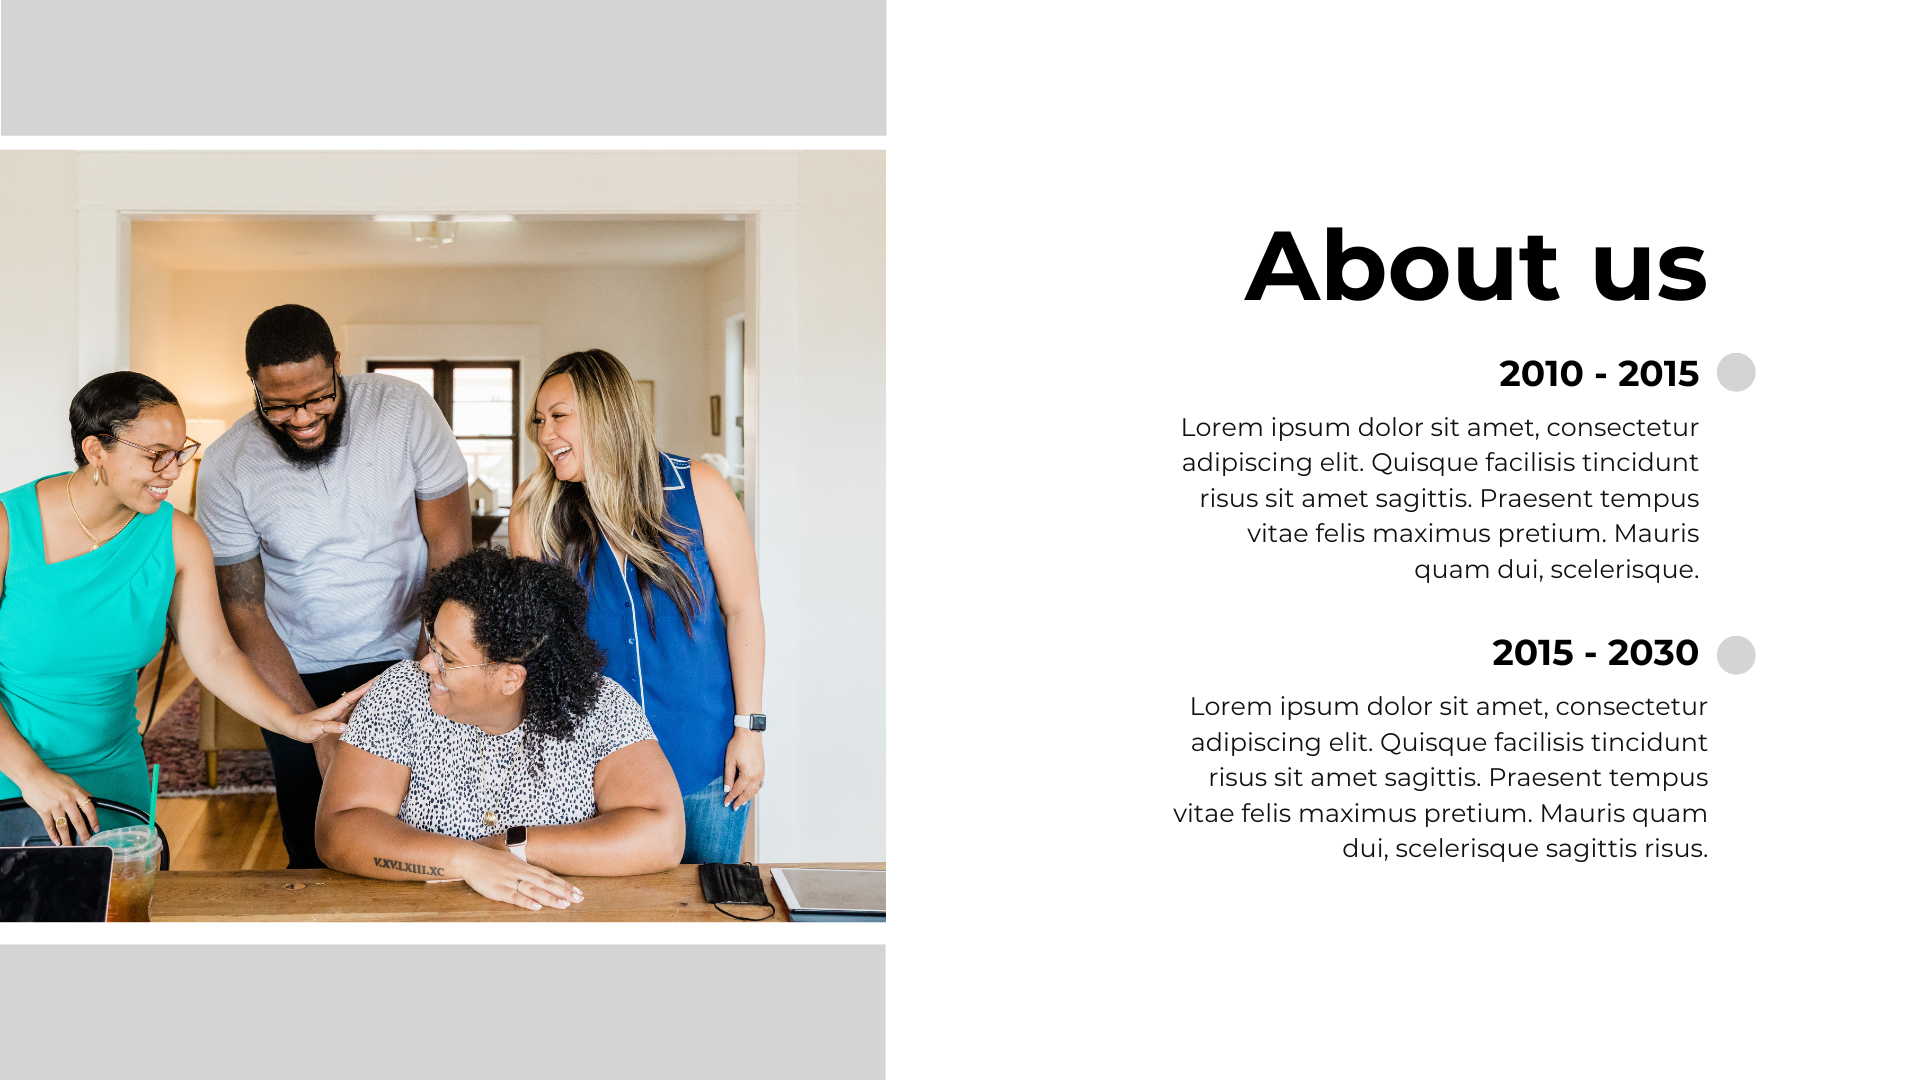 About us
2010 - 2015
Lorem ipsum dolor sit amet, consectetur
adipiscing elit. Quisque facilisis tincidunt
risus sit amet sagittis. Praesent tempus
vitae felis maximus pretium. Mauris
quam dui, scelerisque.
2015 - 2030
Lorem ipsum dolor sit amet, consectetur
adipiscing elit. Quisque facilisis tincidunt
risus sit amet sagittis. Praesent tempus
vitae felis maximus pretium. Mauris quam
dui, scelerisque sagittis risus.
V.XV.LXIII.XC